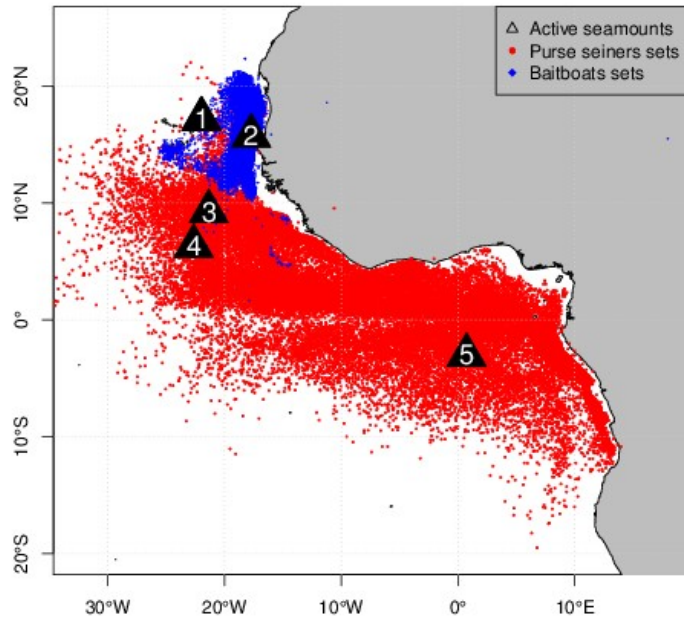 Active seamounts
Purse seiners sets
Baitboats sets
20°N
10°N
0°
10°S
20°S
1
2
3
4
5
30°W 20°W 10°W 0° 10°E